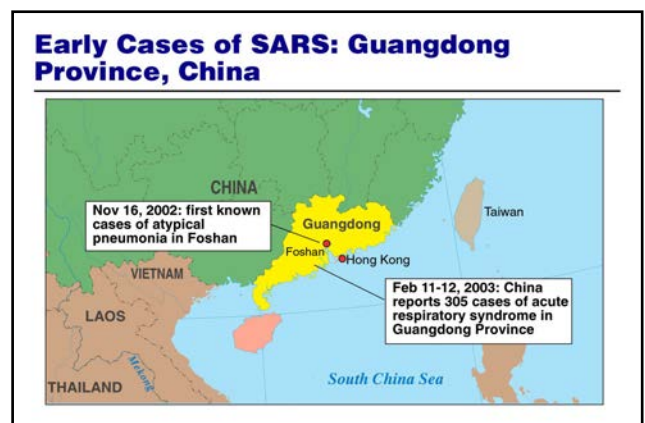 Early Cases of SARS: Guangdong
Province, China
CHINA
Nov 16, 2002: first known
cases of atypical
pneumonia in Foshan
Guangdong
Taiwan
Foshan
Hong Kong
VIETNAM
Feb 11-12, 2003: China
reports 305 cases of acute
respiratory syndrome in
Guangdong Province
LAOS
Mekong
THAILAND
South China Sea